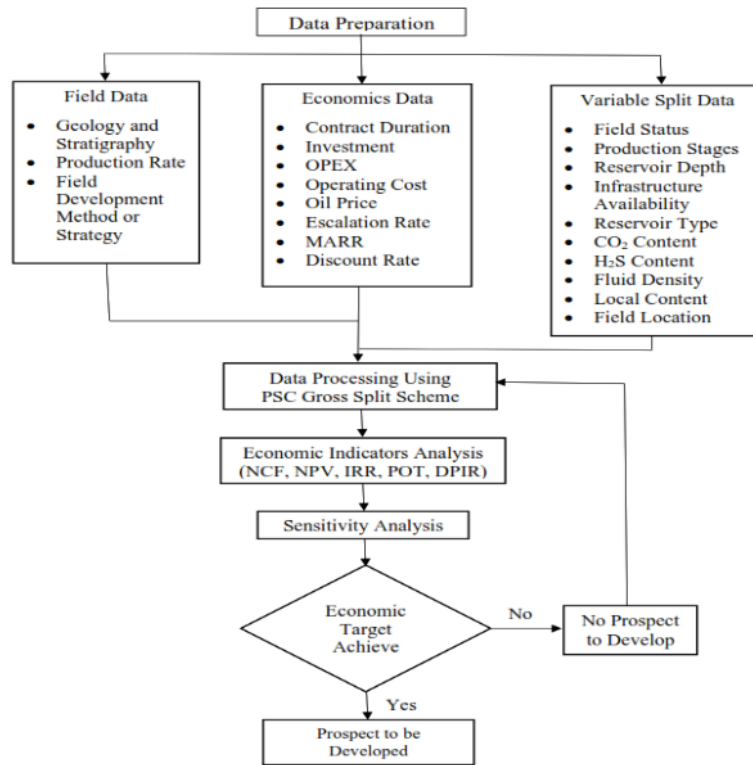 Data Preparation
Field Data
• Geology and
Stratigraphy
• Production Rate
• Field
Development
Method or
Strategy
Economics Data
• Contract Duration
• Investment
• OPEX
• Operating Cost
• Oil Price
• Escalation Rate
• MARR
• Discount Rate
Variable Split Data
• Field Status
• Production Stages
• Reservoir Depth
• Infrastructure
Availability
• Reservoir Type
• CO₂ Content
• H₂S Content
• Fluid Density
• Local Content
• Field Location
Data Processing Using
PSC Gross Split Scheme
Economic Indicators Analysis
(NCF, NPV, IRR, POT, DPIR)
Sensitivity Analysis
Economic
Target
Achieve
No
No Prospect
to Develop
Yes
Prospect to be
Developed